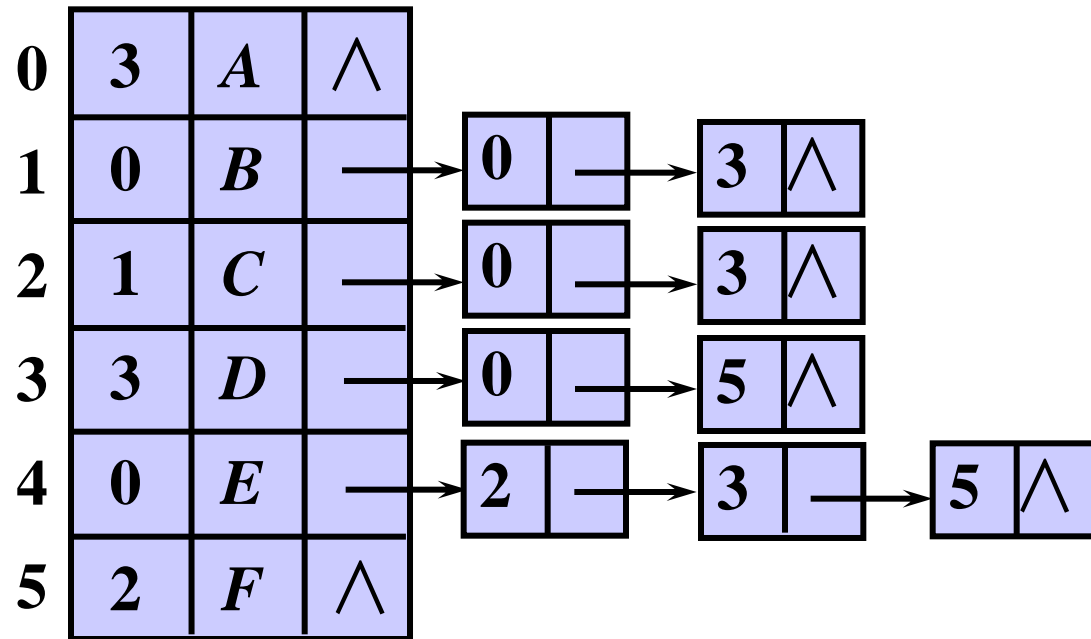 0 3 A ∧
1 0 B 0 3 ∧
2 1 C 0 3 ∧
3 3 D 0 5 ∧
4 0 E 2 3 5 ∧
5 2 F ∧